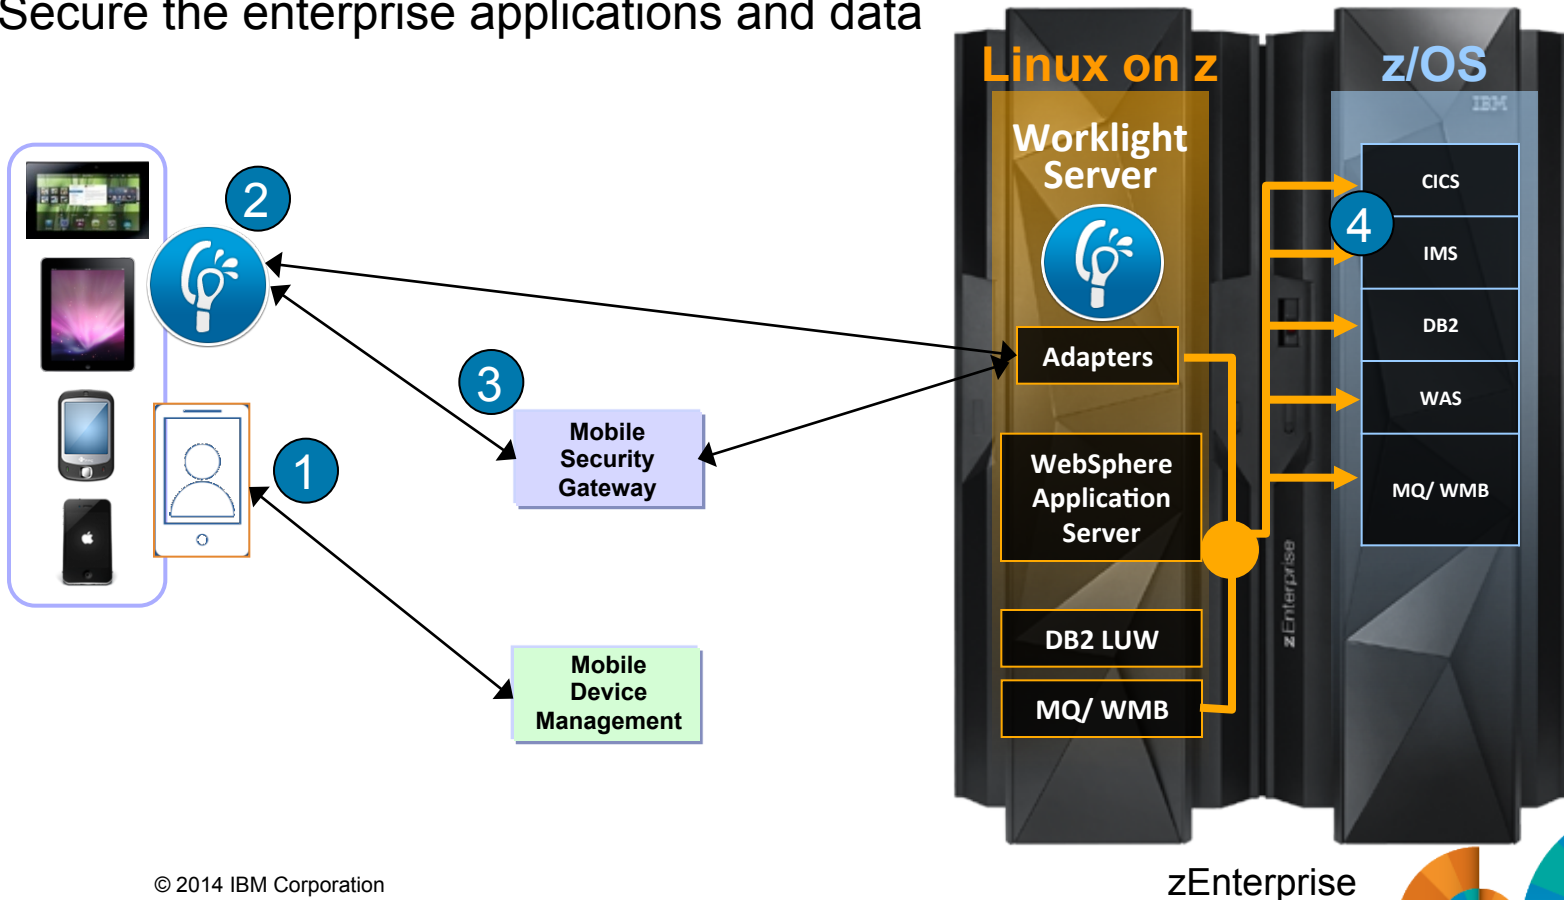 Secure the enterprise applications and data
Linux on z
z/OS
IBM
Worklight
Server
2
4
CICS
IMS
DB2
WAS
MQ/ WMB
3
Adapters
Mobile
Security
Gateway
1
WebSphere
Application
Server
zEnterprise
DB2 LUW
MQ/ WMB
Mobile
Device
Management
© 2014 IBM Corporation
zEnterprise